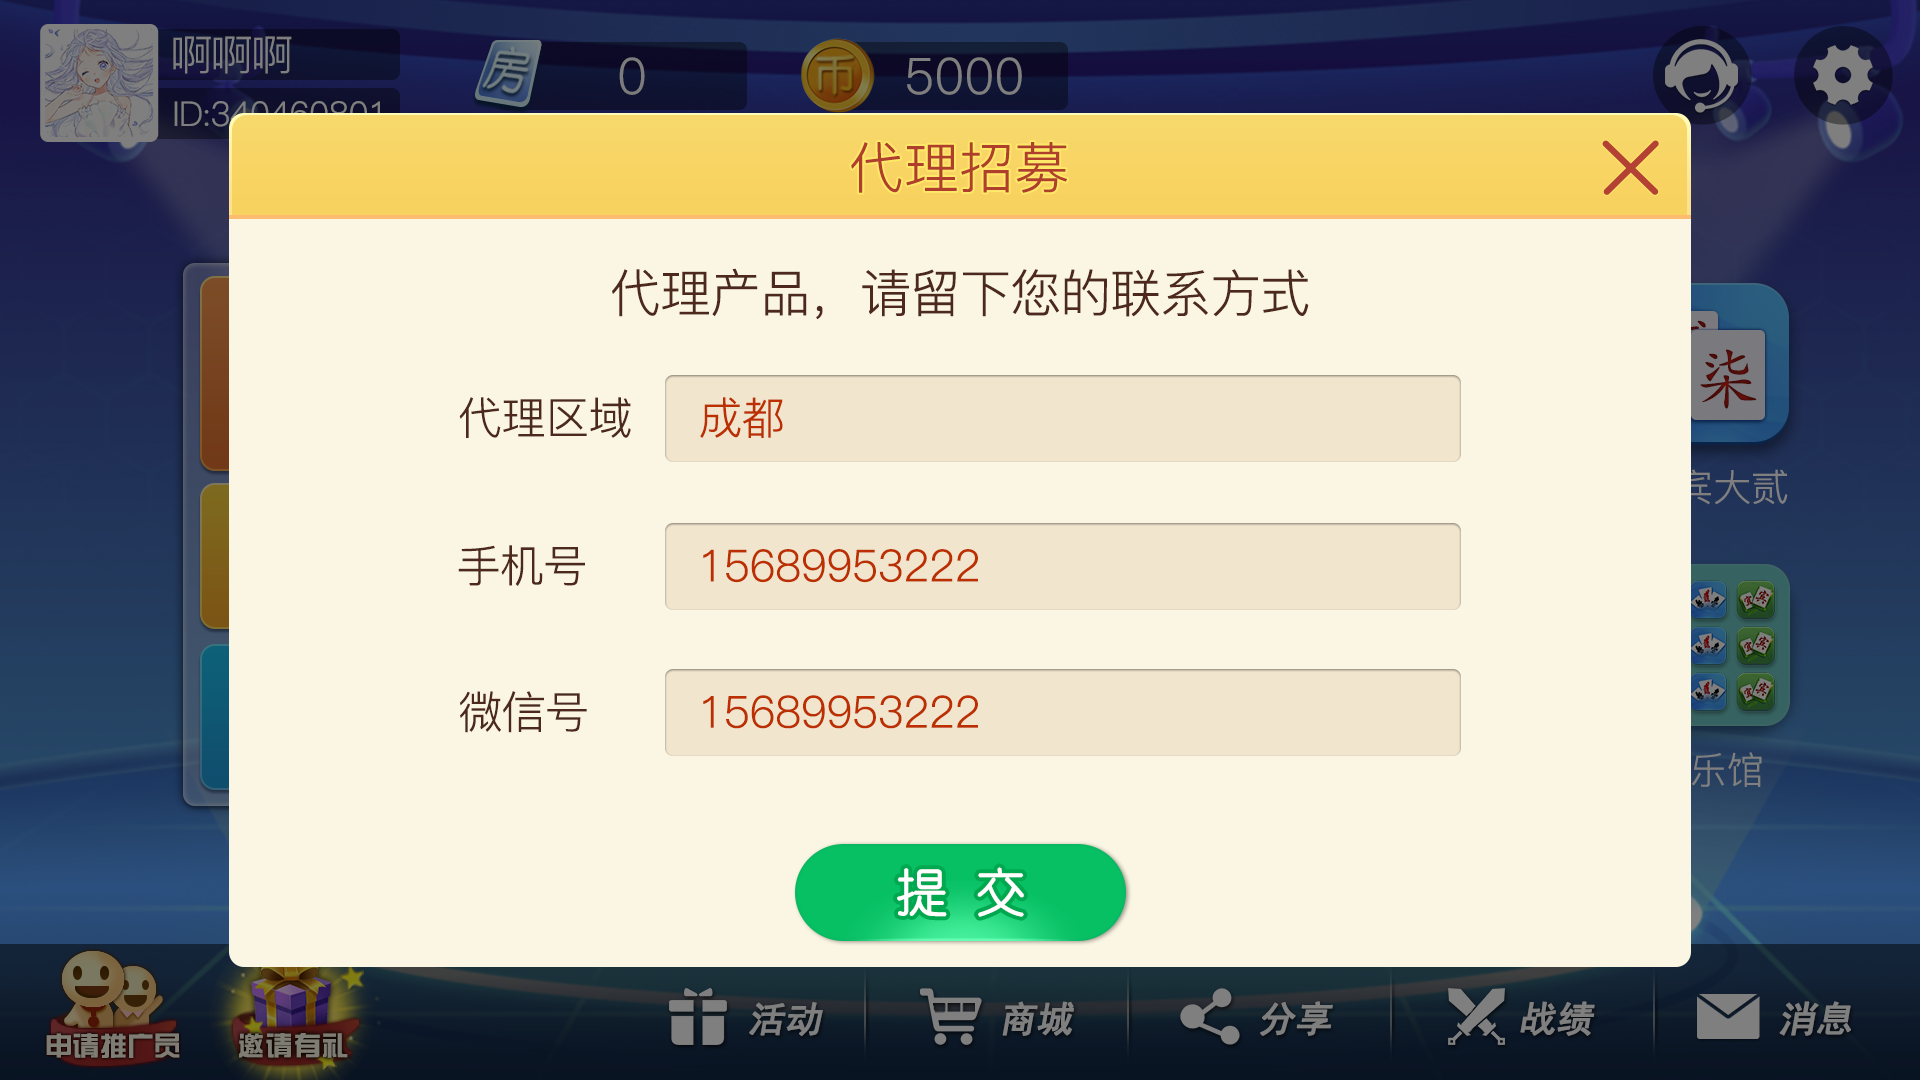 啊啊啊
ID:340460801
房
0
币
5000
代理招募
代理产品，请留下您的联系方式
代理区域
成都
手机号
15689953222
微信号
15689953222
提 交
柒
宾大贰
乐馆
申请推广员
邀请有礼
活动
商城
分享
战绩
消息